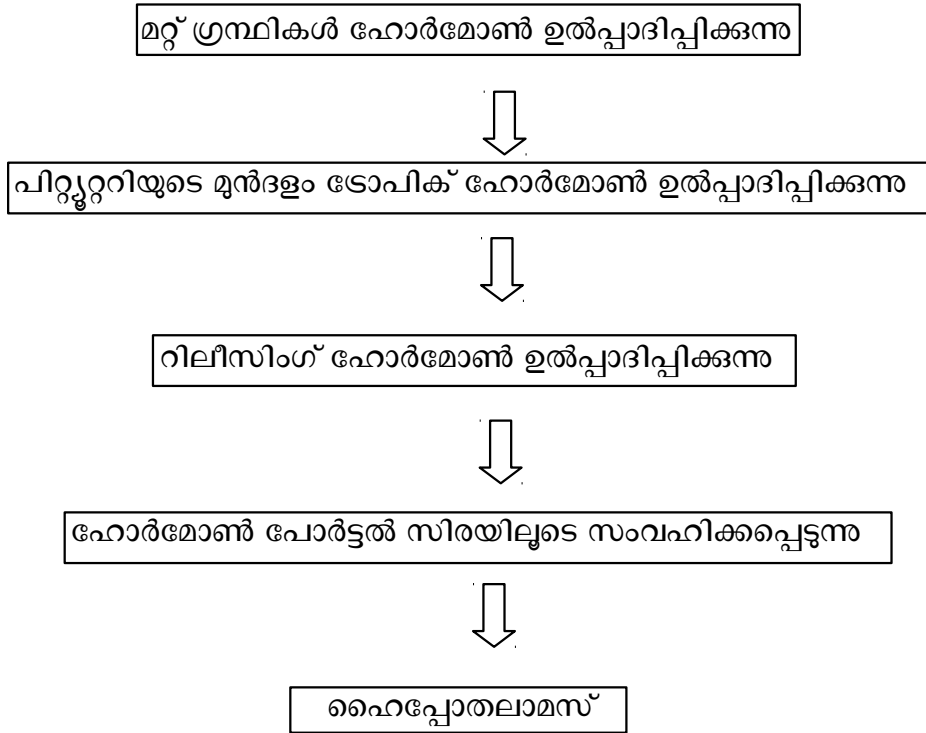 മറ്റ് ഗ്രന്ഥികൾ ഹോർമോൺ ഉൽപ്പാദിപ്പിക്കുന്നു
പിറ്റ്യൂറ്ററിയുടെ മുൻദളം ട്രോപിക് ഹോർമോൺ ഉൽപ്പാദിപ്പിക്കുന്നു
റിലീസിംഗ് ഹോർമോൺ ഉൽപ്പാദിപ്പിക്കുന്നു
ഹോർമോൺ പോർട്ടൽ സിരയിലൂടെ സംവഹിക്കപ്പെടുന്നു
ഹൈപ്പോതലാമസ്